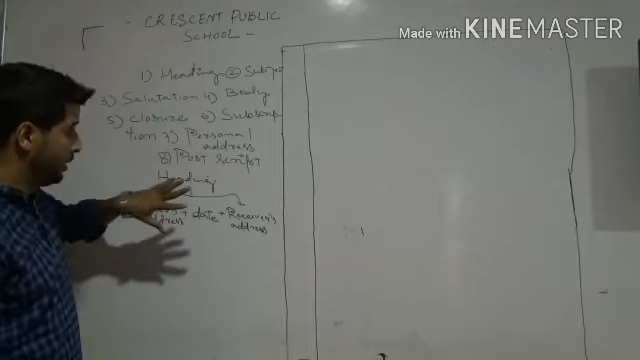 - CRESCENT PUBLIC
SCHOOL -
Made with KINEMASTER
1) Heading ② Subject
3) Salutation 4) Body
5) Closure 6) Subscrip
tion 7) Personal
address
8) Post Script
Heading
+ date + Receiver's
address